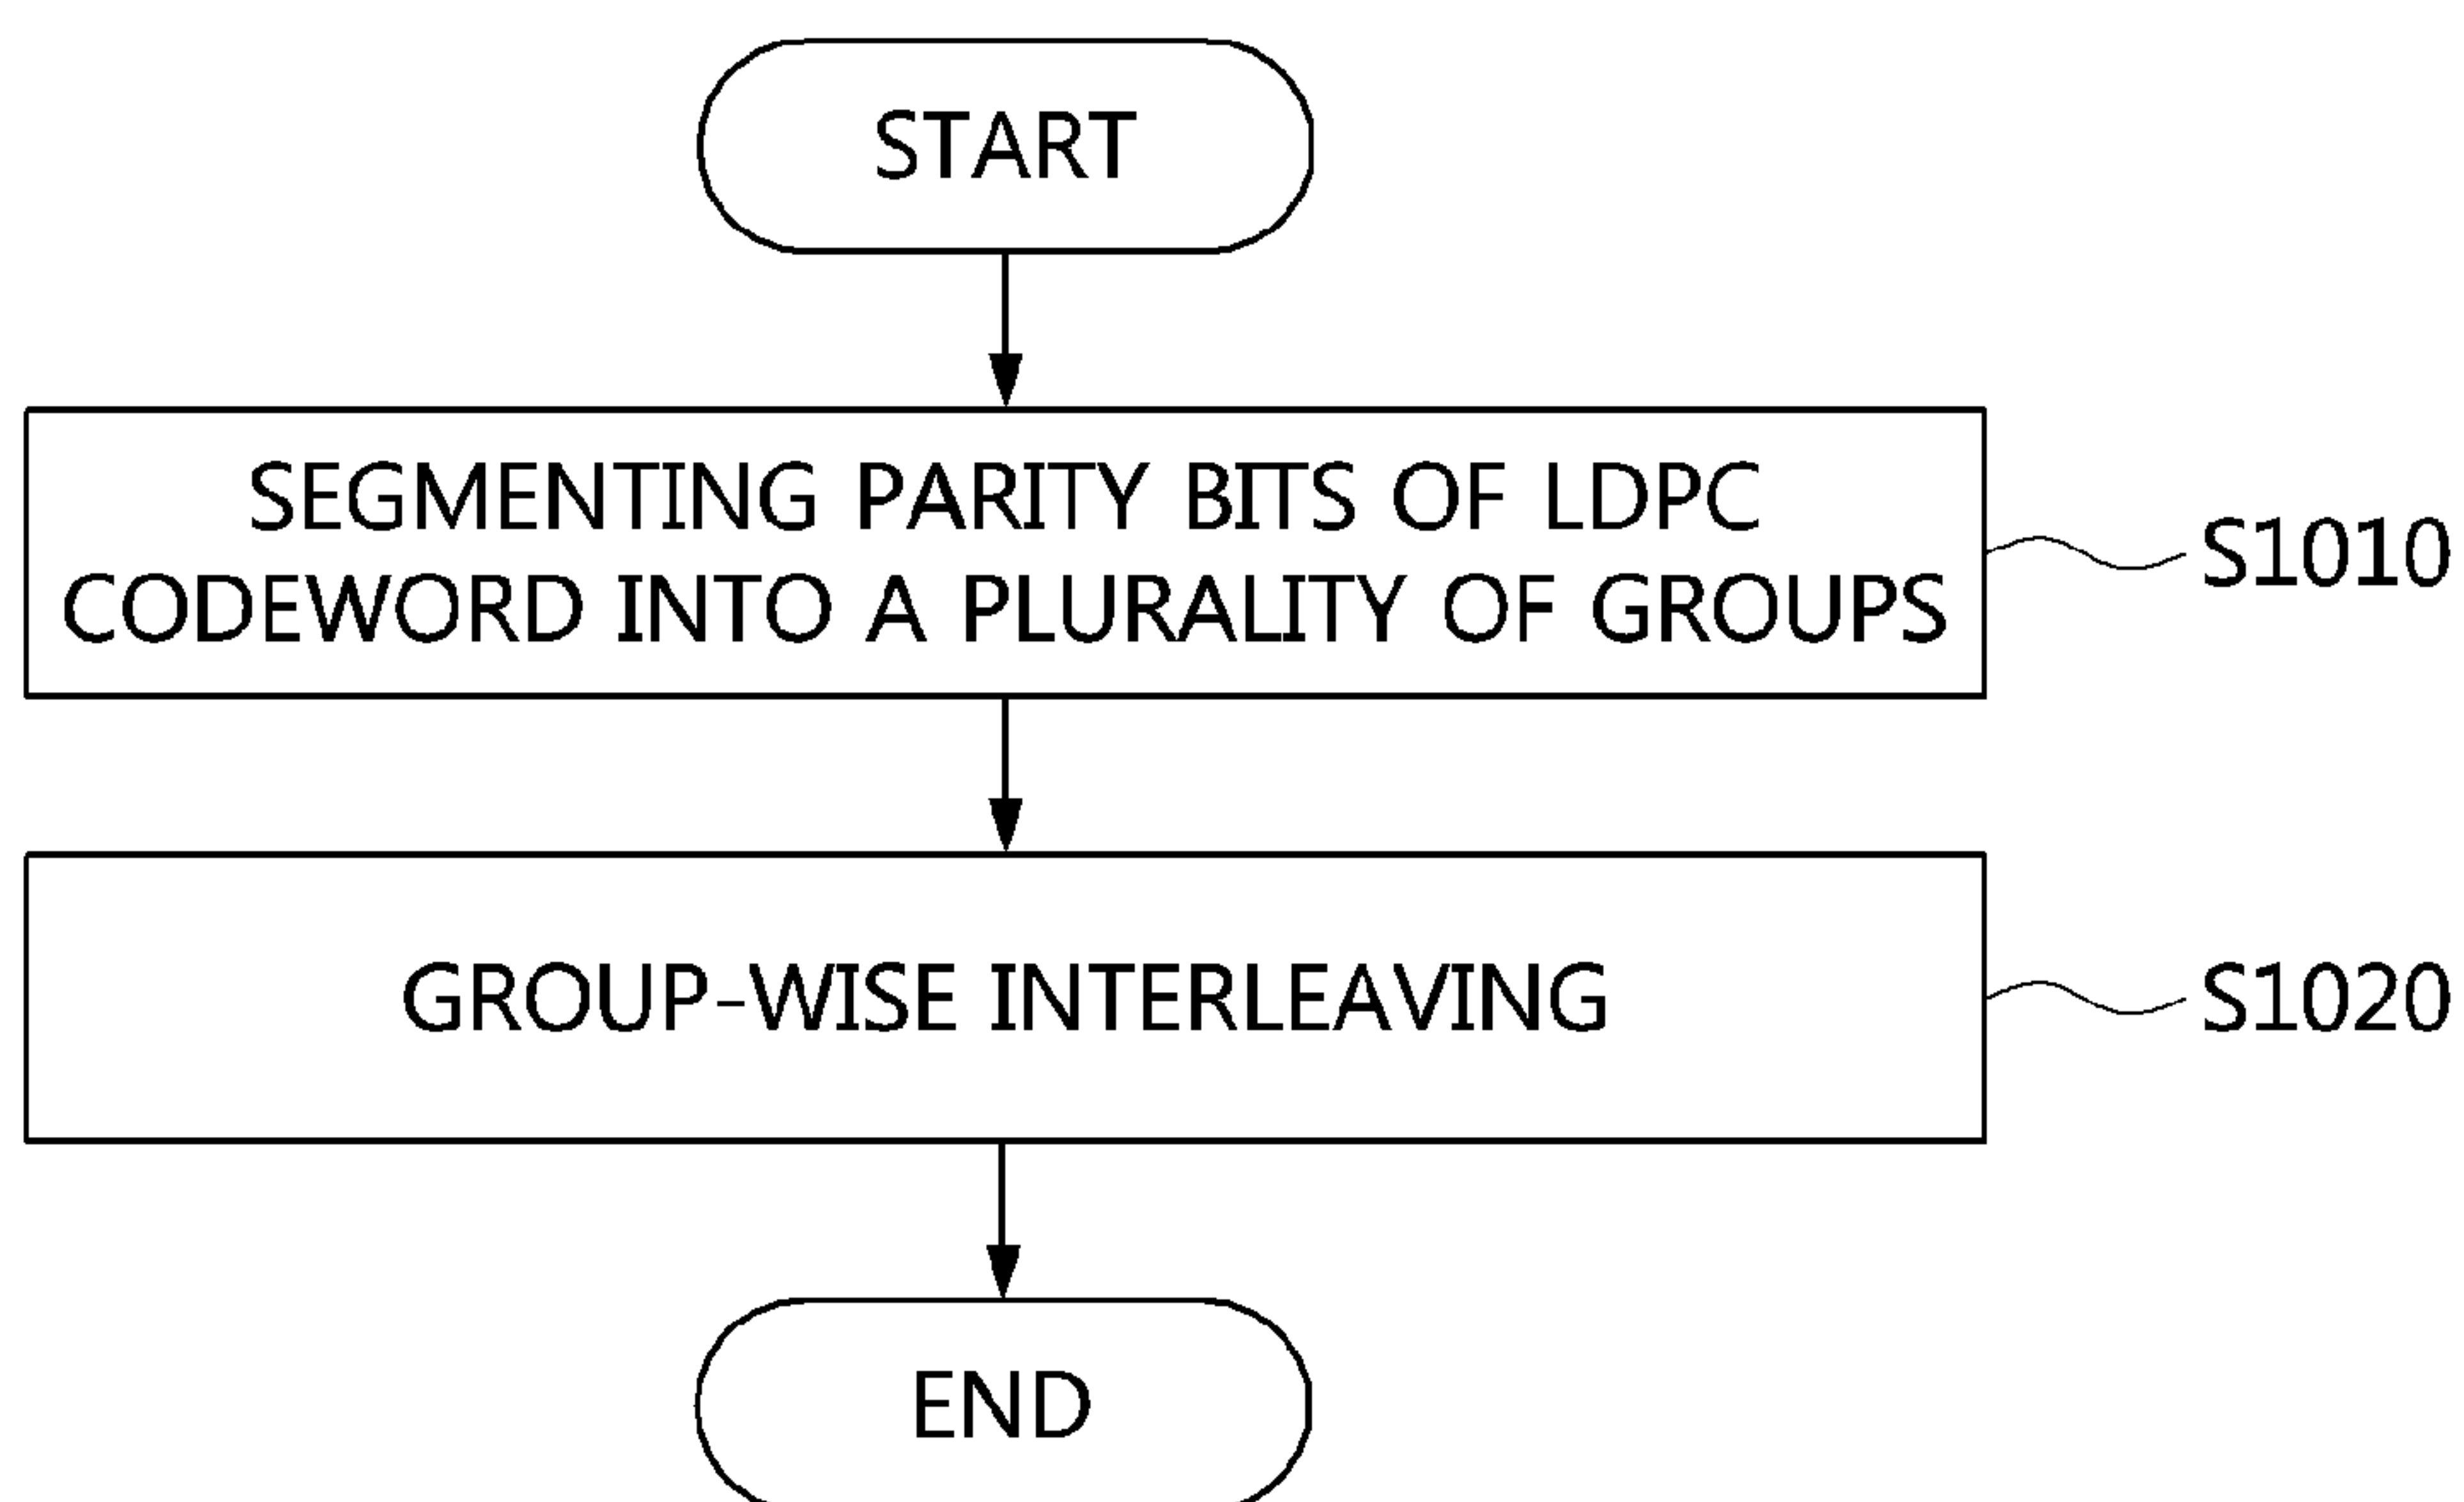 START
SEGMENTING PARITY BITS OF LDPC
CODEWORD INTO A PLURALITY OF GROUPS
S1010
GROUP-WISE INTERLEAVING
S1020
END